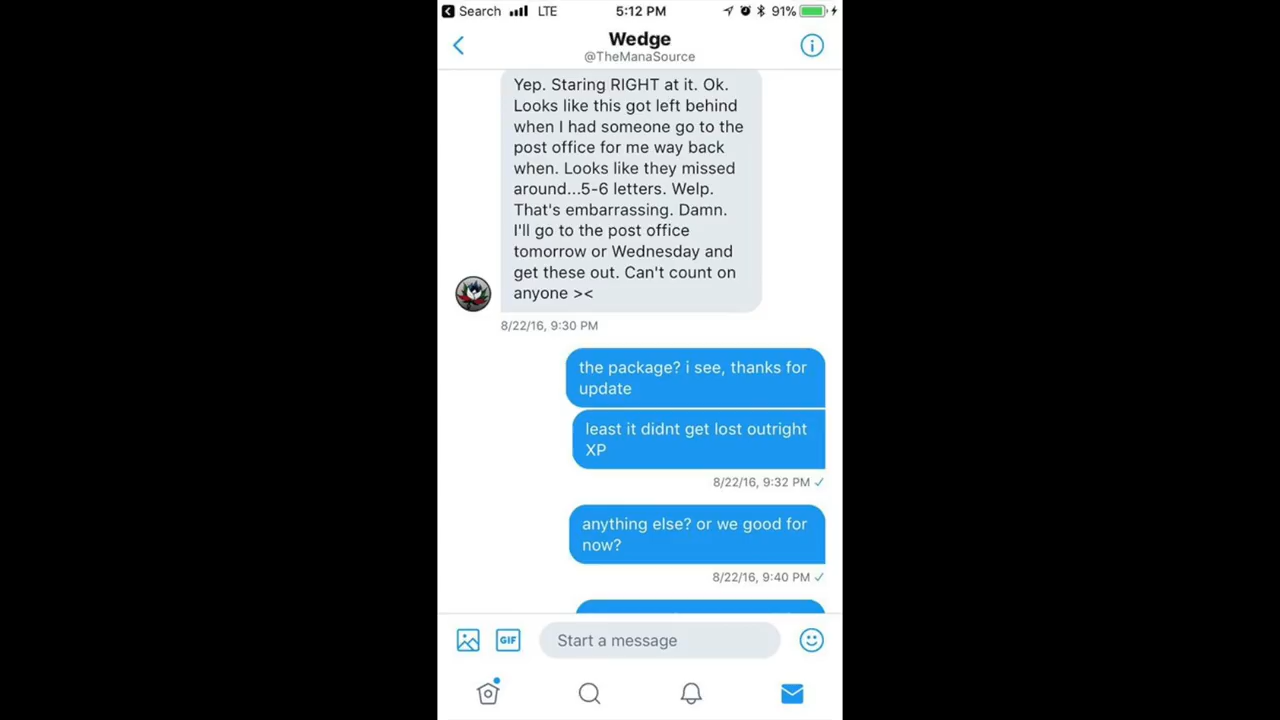 Search LTE 5:12 PM 91%
Wedge
@TheManaSource
Yep. Staring RIGHT at it. Ok.
Looks like this got left behind
when I had someone go to the
post office for me way back
when. Looks like they missed
around...5-6 letters. Welp.
That's embarrassing. Damn.
I'll go to the post office
tomorrow or Wednesday and
get these out. Can't count on
anyone ><
8/22/16, 9:30 PM
the package? i see, thanks for
update
least it didnt get lost outright
XP
8/22/16, 9:32 PM
anything else? or we good for
now?
8/22/16, 9:40 PM
GIF
Start a message